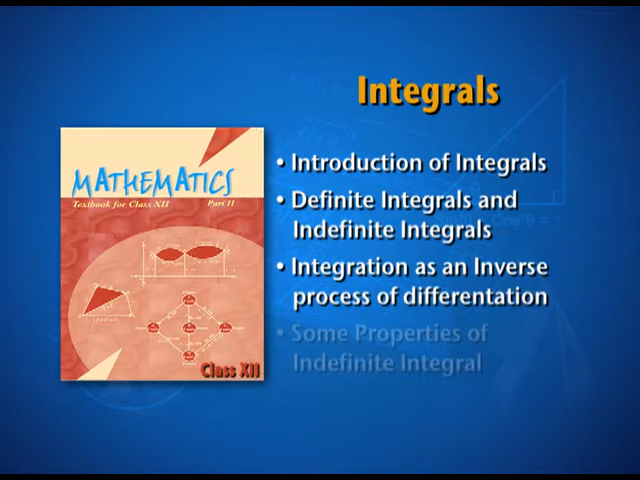 Integrals
MATHEMATICS
Textbook for Class XII Part II
Class XII
• Introduction of Integrals
• Definite Integrals and
Indefinite Integrals
• Integration as an Inverse
process of differentation
• Some Properties of
Indefinite Integral